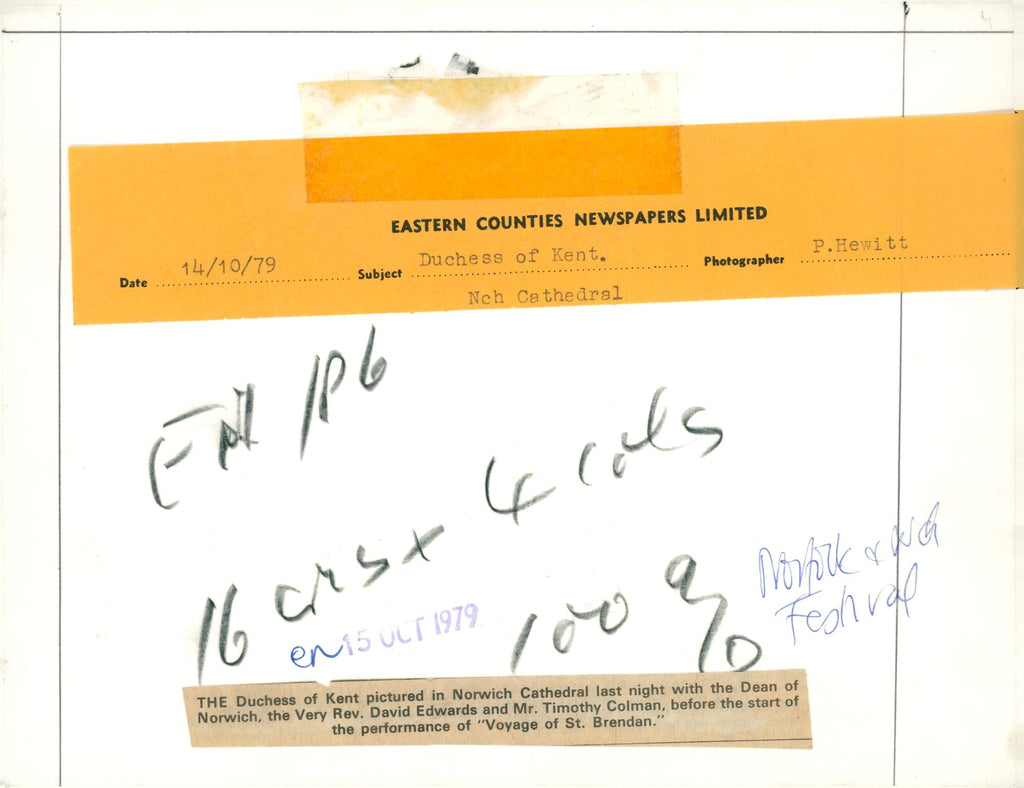 EASTERN COUNTIES NEWSPAPERS LIMITED
Date 14/10/79 Subject Duchess of Kent. Photographer P.Hewitt
Nch Cathedral
P6
16 cms x 4 cols
100 %
en 15 OCT 1979
Norfolk & Nch
Festival
THE Duchess of Kent pictured in Norwich Cathedral last night with the Dean of
Norwich, the Very Rev. David Edwards and Mr. Timothy Colman, before the start of
the performance of "Voyage of St. Brendan."